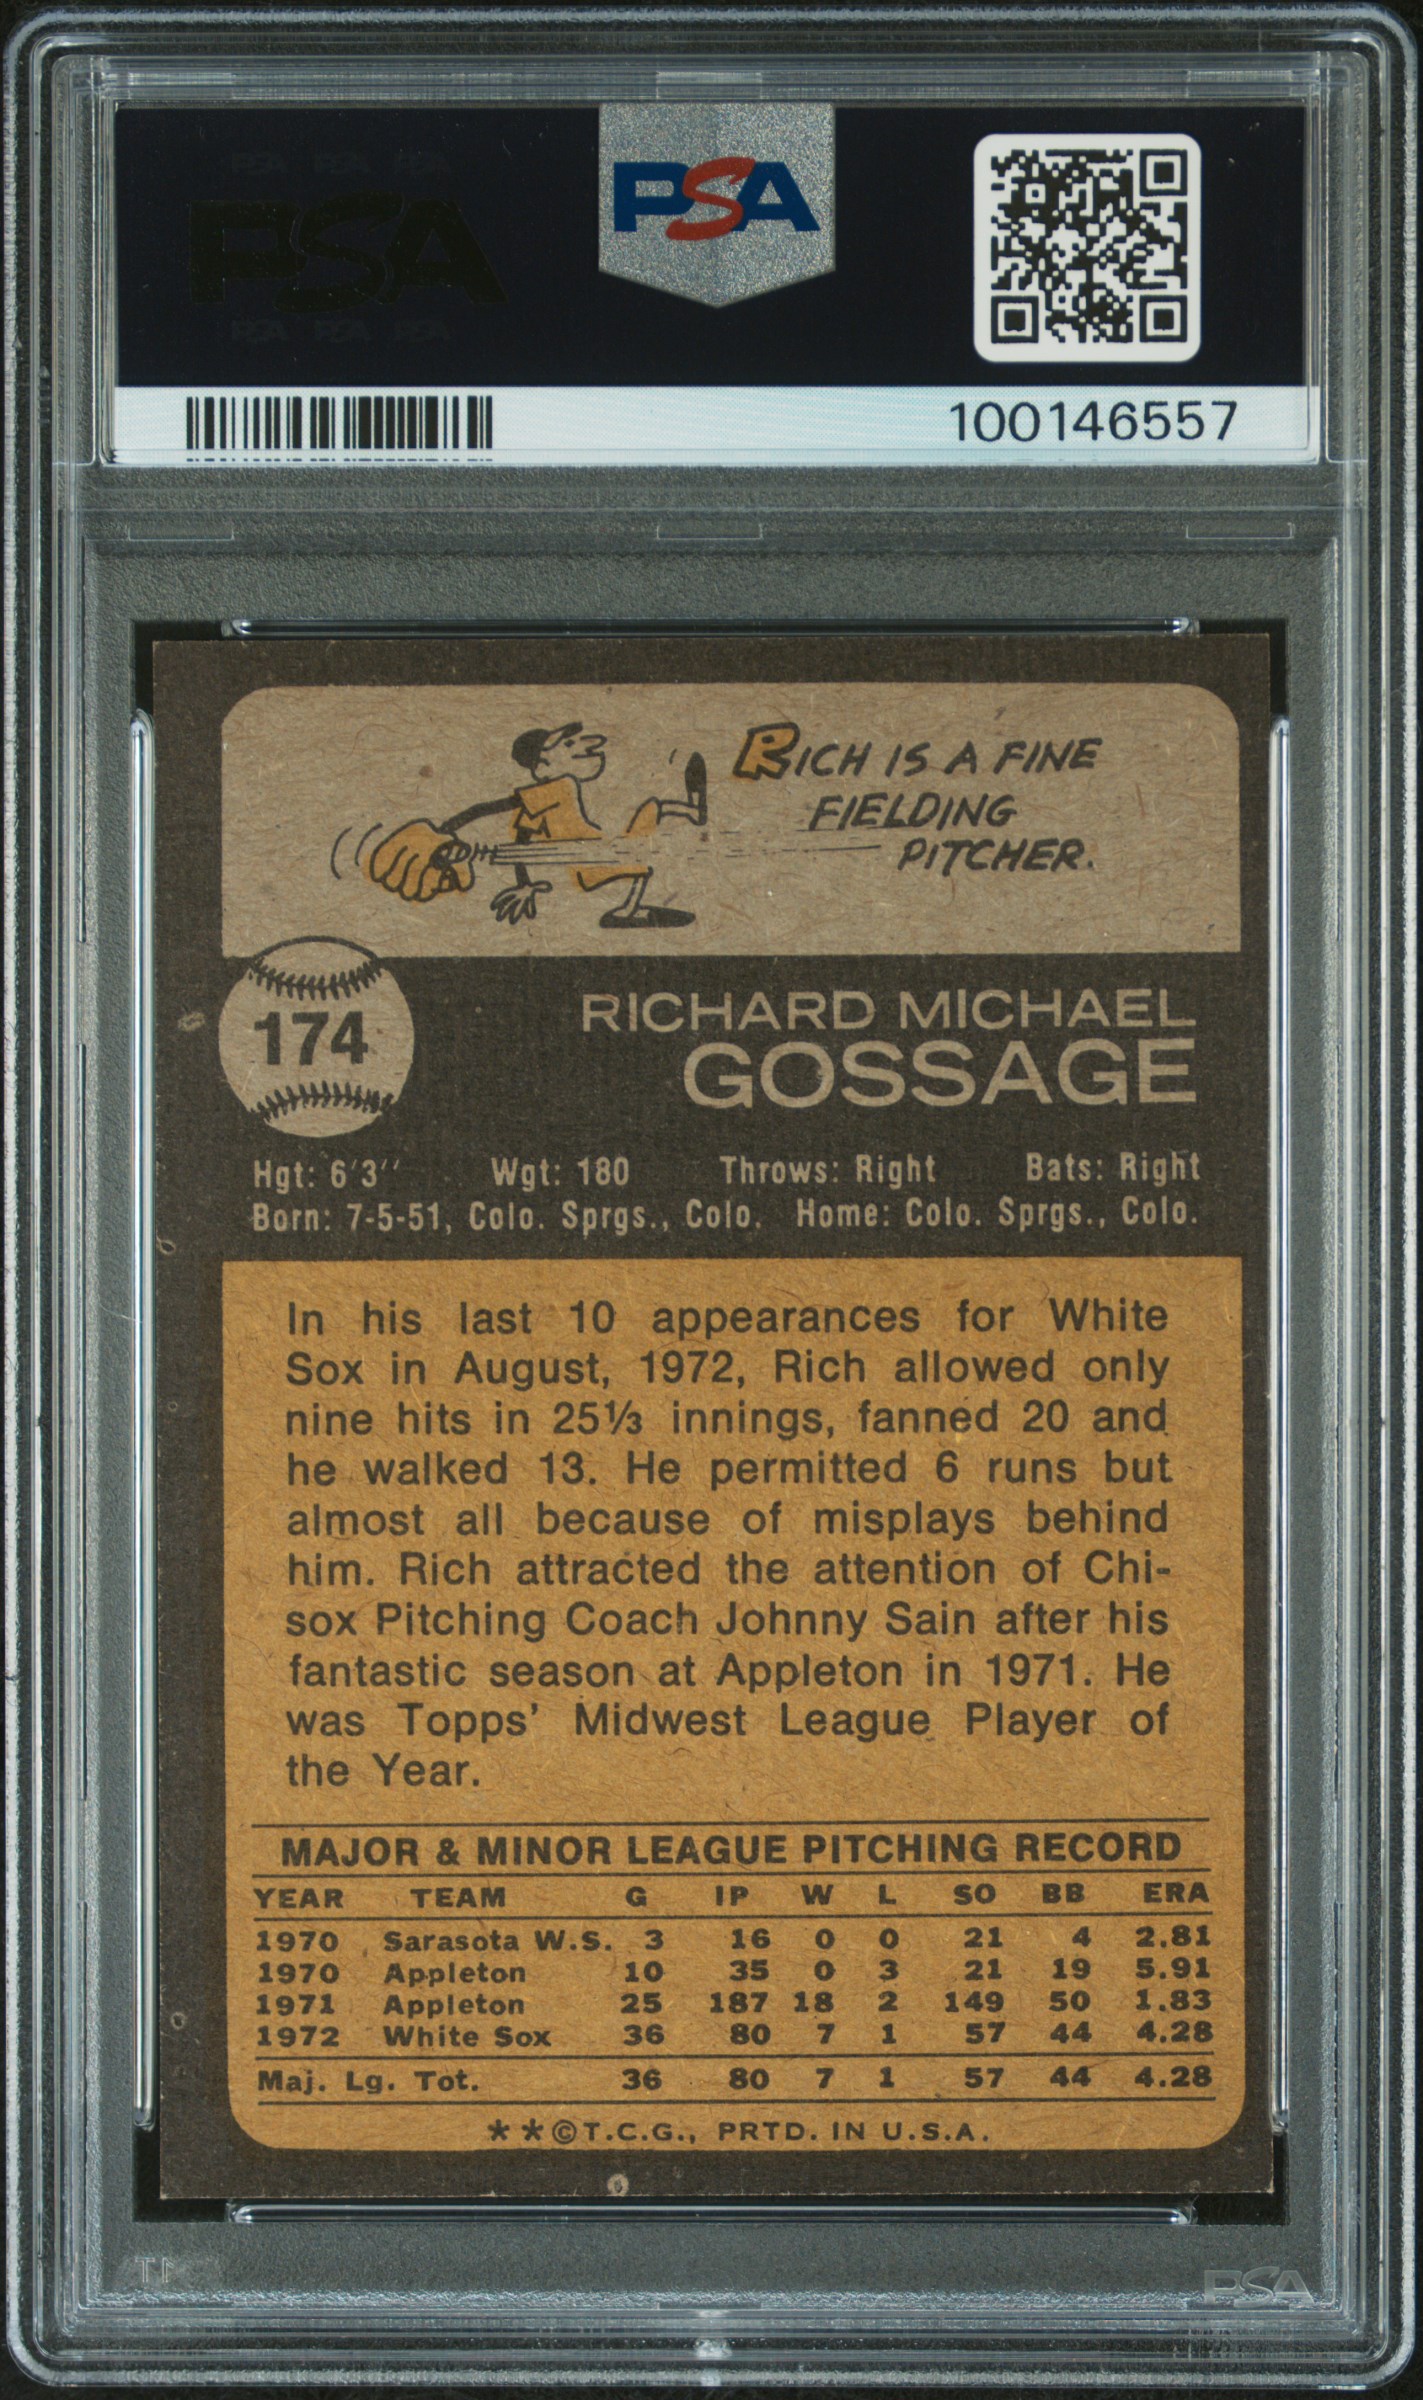 PSA
PSA
100146557
RICH IS A FINE
FIELDING
PITCHER.
M
174
RICHARD MICHAEL
GOSSAGE
Hgt: 6'3" Wgt: 180 Throws: Right Bats: Right
Born: 7-5-51, Colo. Sprgs., Colo. Home: Colo. Sprgs., Colo.
In his last 10 appearances for White
Sox in August, 1972, Rich allowed only
nine hits in 25⅓ innings, fanned 20 and
he walked 13. He permitted 6 runs but
almost all because of misplays behind
him. Rich attracted the attention of Chi-
sox Pitching Coach Johnny Sain after his
fantastic season at Appleton in 1971. He
was Topps' Midwest League Player of
the Year.
MAJOR & MINOR LEAGUE PITCHING RECORD
YEAR TEAM G IP W L SO BB ERA
1970 Sarasota W.S. 3 16 0 0 21 4 2.81
1970 Appleton 10 35 0 3 21 19 5.91
1971 Appleton 25 187 18 2 149 50 1.83
1972 White Sox 36 80 7 1 57 44 4.28
Maj. Lg. Tot. 36 80 7 1 57 44 4.28
**©T.C.G., PRTD. IN U.S.A.
PSA